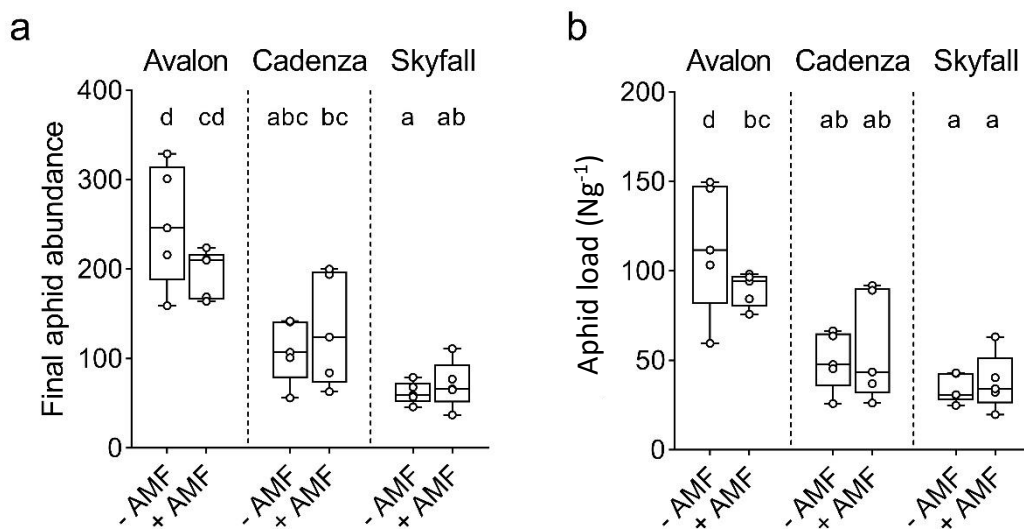 a
Avalon Cadenza Skyfall
Final aphid abundance
400
300
200
100
0
d cd abc bc a ab
- AMF + AMF - AMF + AMF - AMF + AMF
b
Avalon Cadenza Skyfall
Aphid load (Ng⁻¹)
200
150
100
50
0
d bc ab ab a a
- AMF + AMF - AMF + AMF - AMF + AMF